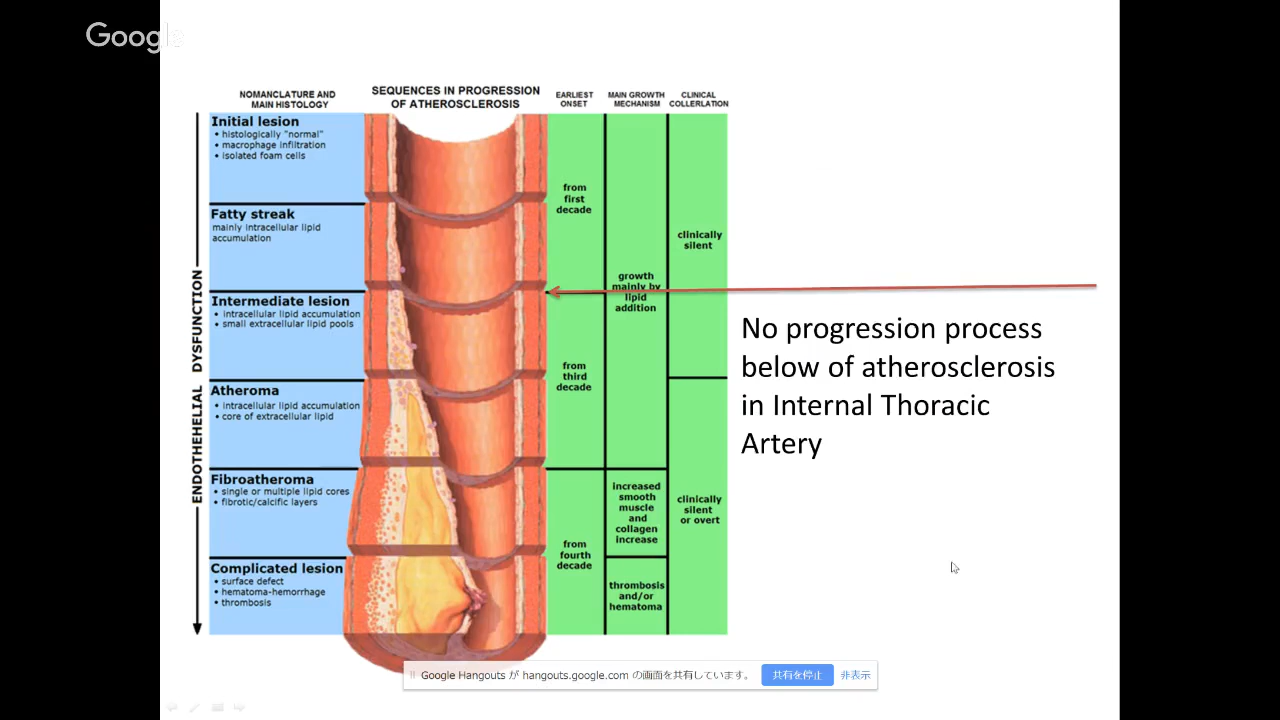 Google
NOMANCLATURE AND
MAIN HISTOLOGY
SEQUENCES IN PROGRESSION
OF ATHEROSCLEROSIS
EARLIEST
ONSET
MAIN GROWTH
MECHANISM
CLINICAL
COLLERLATION
ENDOTHEHELIAL DYSFUNCTION
Initial lesion
• histologically "normal"
• macrophage infiltration
• isolated foam cells
Fatty streak
mainly intracellular lipid
accumulation
Intermediate lesion
• intracellular lipid accumulation
• small extracellular lipid pools
Atheroma
• intracellular lipid accumulation
• core of extracellular lipid
Fibroatheroma
• single or multiple lipid cores
• fibrotic/calcific layers
Complicated lesion
• surface defect
• hematoma-hemorrhage
• thrombosis
from
first
decade
from
third
decade
from
fourth
decade
growth
mainly by
lipid
addition
increased
smooth
muscle
and
collagen
increase
thrombosis
and/or
hematoma
clinically
silent
clinically
silent
or overt
No progression process
below of atherosclerosis
in Internal Thoracic
Artery
Google Hangouts が hangouts.google.com の画面を共有しています。 共有を停止 非表示